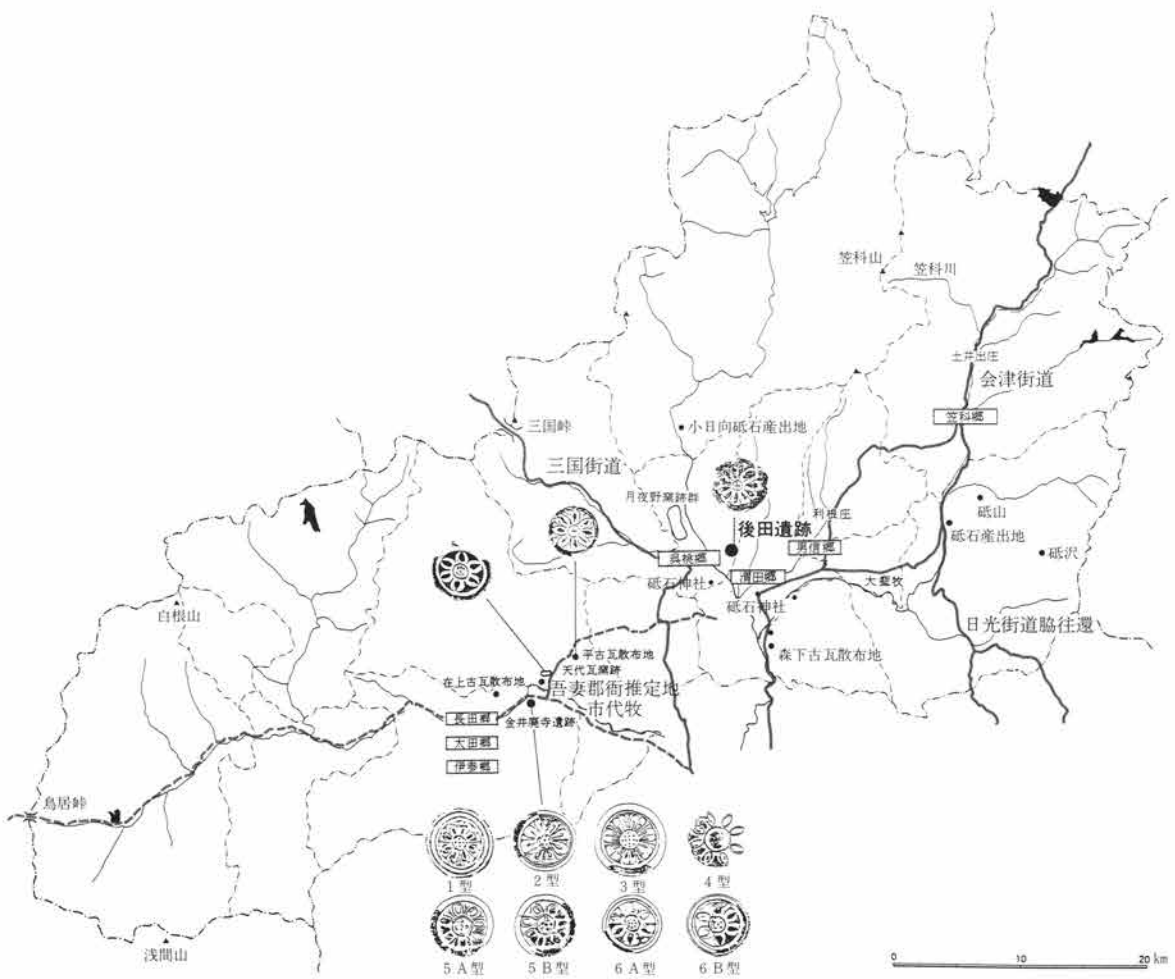 笠科山
笠科川
土井出庄
会津街道
笠科郷
三国峠
小日向砥石産出地
三国街道
月夜野窯跡群
利根庄
砥山
後田遺跡
砥石産出地
男信郷
呉桃郷
砥沢
渭田郷
砥石神社
大藍牧
砥石神社
白根山
日光街道脇往還
平古瓦散布地
森下古瓦散布地
天代瓦窯跡
在上古瓦散布地
吾妻郡衙推定地
市代牧
長田郷
金井廃寺遺跡
太田郷
伊参郷
鳥居峠
1型
2型
3型
4型
5A型
5B型
6A型
6B型
浅間山
0
10
20 km